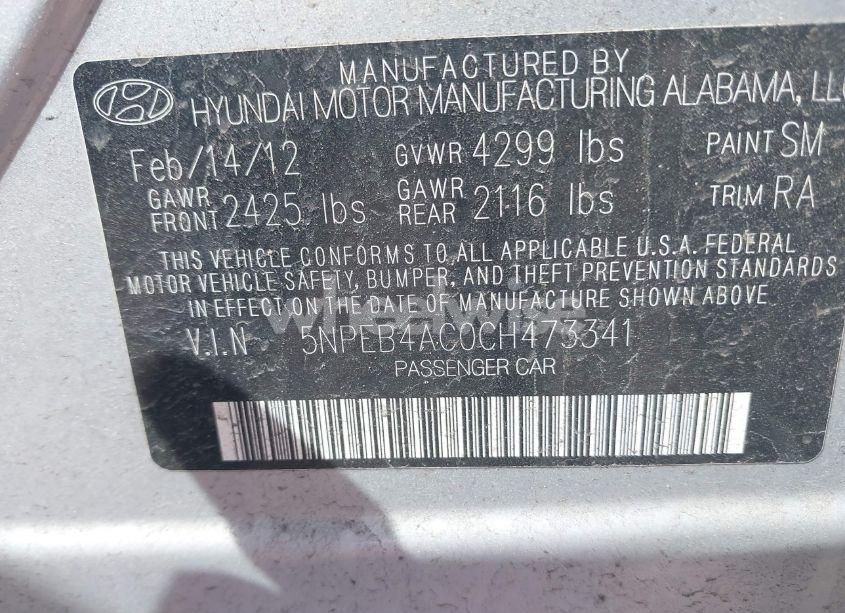 MANUFACTURED BY
HYUNDAI MOTOR MANUFACTURING ALABAMA, LLC
Feb/14/12 GVWR 4299 lbs PAINT SM
GAWR FRONT 2425 lbs GAWR REAR 2116 lbs TRIM RA
THIS VEHICLE CONFORMS TO ALL APPLICABLE U.S.A. FEDERAL
MOTOR VEHICLE SAFETY, BUMPER, AND THEFT PREVENTION STANDARDS
IN EFFECT ON THE DATE OF MANUFACTURE SHOWN ABOVE
wheelwise
V.I.N 5NPEB4AC0CH473341
PASSENGER CAR